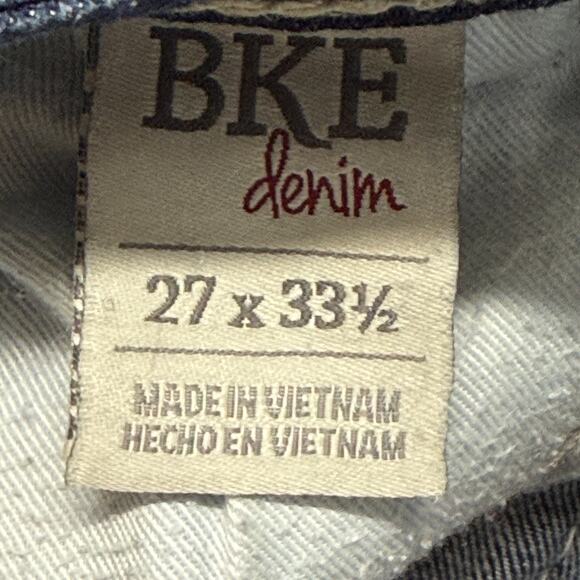 BKE
denim
27 x 33½
MADE IN VIETNAM
HECHO EN VIETNAM